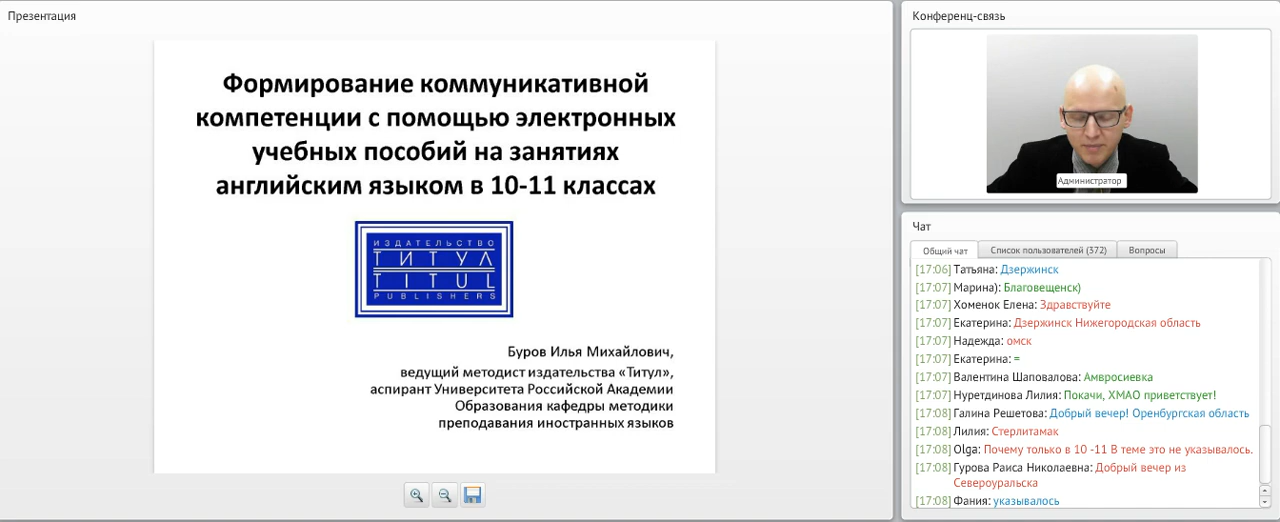 Презентация
Формирование коммуникативной
компетенции с помощью электронных
учебных пособий на занятиях
английским языком в 10-11 классах
ИЗДАТЕЛЬСТВО
ТИТУЛ
TITUL
PUBLISHERS
Буров Илья Михайлович,
ведущий методист издательства «Титул»,
аспирант Университета Российской Академии
Образования кафедры методики
преподавания иностранных языков
Конференц-связь
Администратор
Чат
Общий чат Список пользователей (372) Вопросы
[17:06] Татьяна: Дзержинск
[17:07] Марина): Благовещенск)
[17:07] Хоменок Елена: Здравствуйте
[17:07] Екатерина: Дзержинск Нижегородская область
[17:07] Надежда: омск
[17:07] Екатерина: =
[17:07] Валентина Шаповалова: Амвросиевка
[17:07] Нуретдинова Лилия: Покачи, ХМАО приветствует!
[17:08] Галина Решетова: Добрый вечер! Оренбургская область
[17:08] Лилия: Стерлитамак
[17:08] Olga: Почему только в 10 -11 В теме это не указывалось.
[17:08] Гурова Раиса Николаевна: Добрый вечер из
Североуральска
[17:08] Фания: указывалось